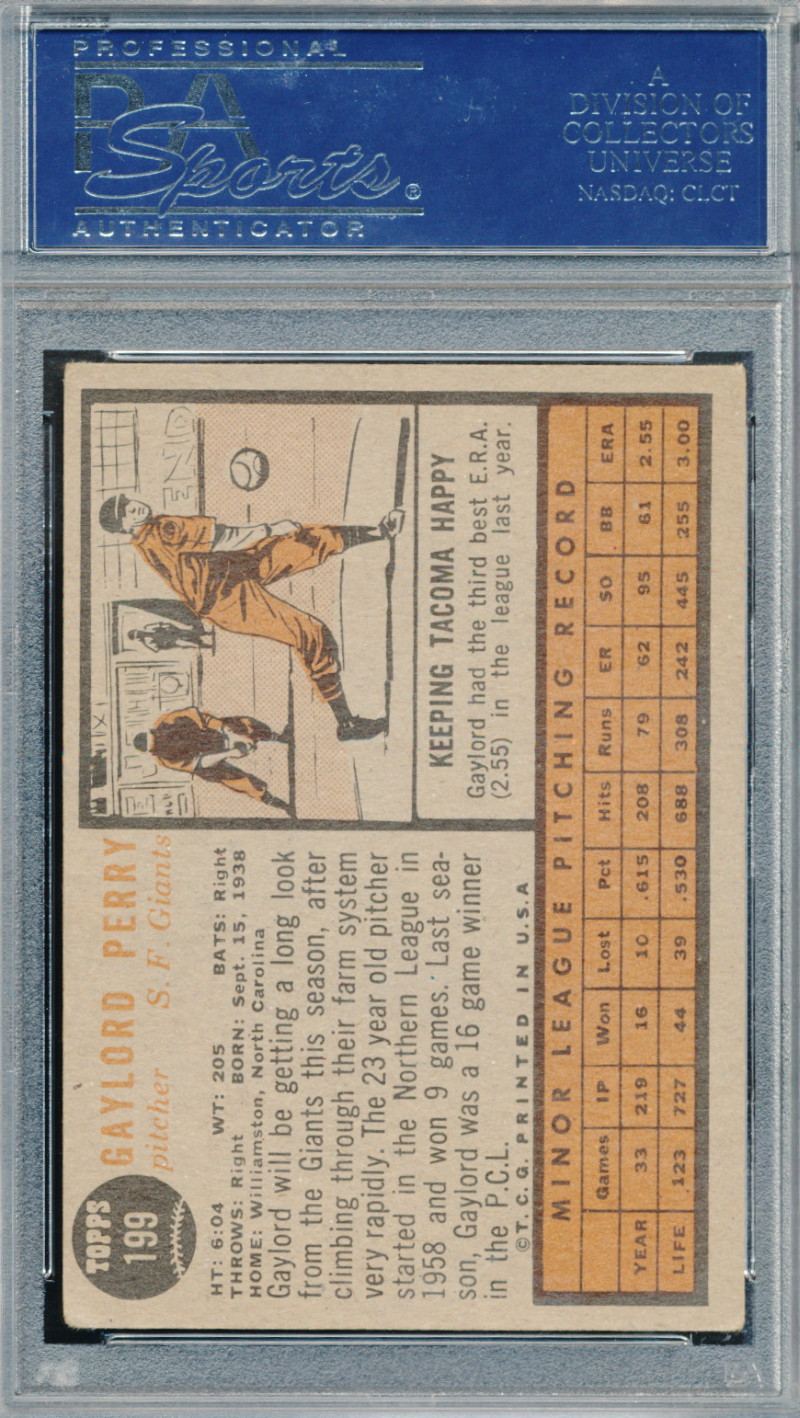 PROFESSIONAL
PSA
Sports®
AUTHENTICATOR
A
DIVISION OF
COLLECTORS
UNIVERSE
NASDAQ: CLCT
TOPPS
199
GAYLORD PERRY
pitcher S. F. Giants
HT: 6:04 WT: 205 BATS: Right
THROWS: Right BORN: Sept. 15, 1938
HOME: Williamston, North Carolina
Gaylord will be getting a long look
from the Giants this season, after
climbing through their farm system
very rapidly. The 23 year old pitcher
started in the Northern League in
1958 and won 9 games. Last sea-
son, Gaylord was a 16 game winner
in the P.C.L.
© T. C. G. PRINTED IN U.S.A
KEEPING TACOMA HAPPY
Gaylord had the third best E.R.A.
(2.55) in the league last year.
MINOR LEAGUE PITCHING RECORD
Games IP Won Lost Pct Hits Runs ER SO BB ERA
YEAR 33 219 16 10 .615 208 79 62 95 61 2.55
LIFE 123 727 44 39 .530 688 308 242 445 255 3.00